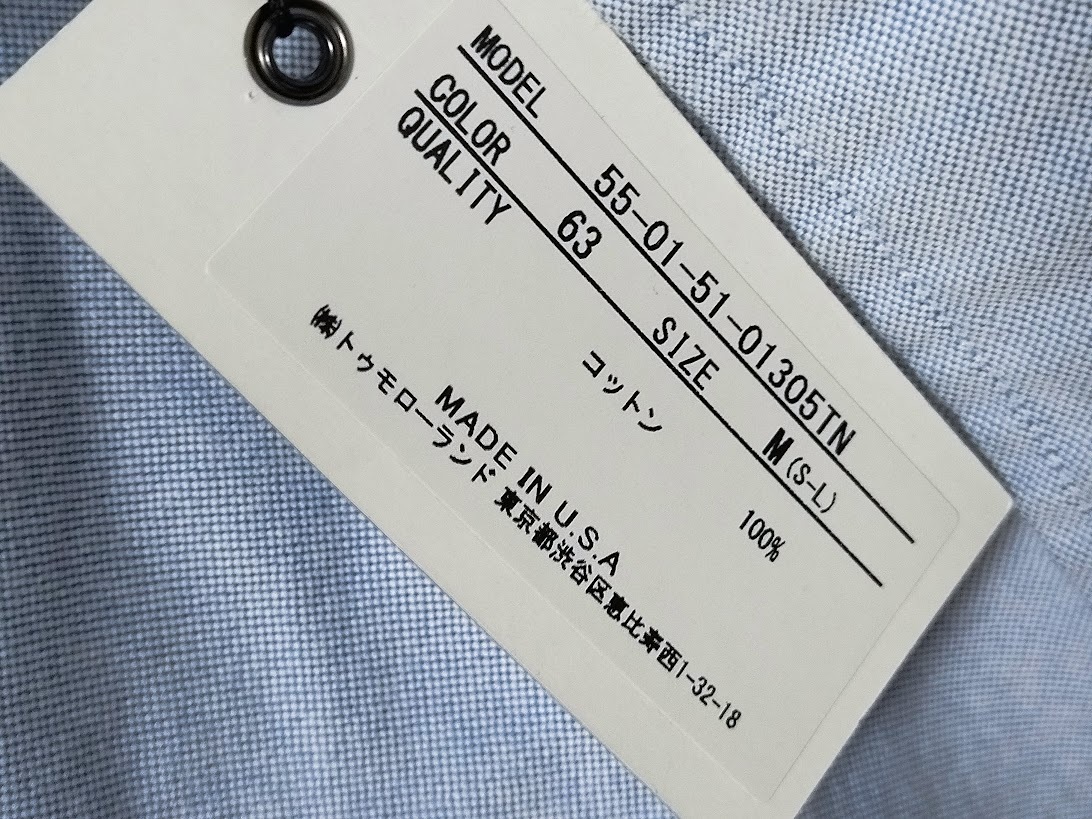 MODEL 55-01-51-01305TN
COLOR 63 SIZE M(S-L)
QUALITY
コットン 100%
MADE IN U.S.A
㈱トゥモローランド 東京都渋谷区恵比寿西1-32-18